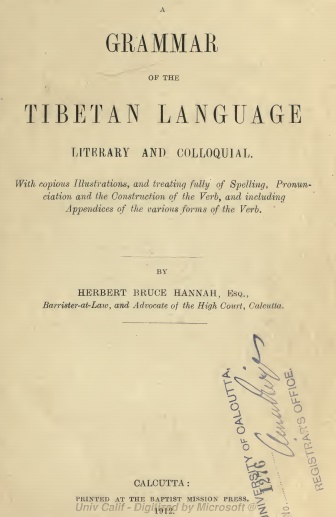 A
GRAMMAR
OF THE
TIBETAN LANGUAGE
LITERARY AND COLLOQUIAL.
With copious Illustrations, and treating fully of Spelling, Pronun-
ciation and the Construction of the Verb, and including
Appendices of the various forms of the Verb.
BY
HERBERT BRUCE HANNAH, ESQ.,
Barrister-at-Law, and Advocate of the High Court, Calcutta.
UNIVERSITY OF CALCUTTA,
1276
REGISTRAR'S OFFICE.
CALCUTTA:
PRINTED AT THE BAPTIST MISSION PRESS.
1912.
Univ Calif - Digitized by Microsoft ®